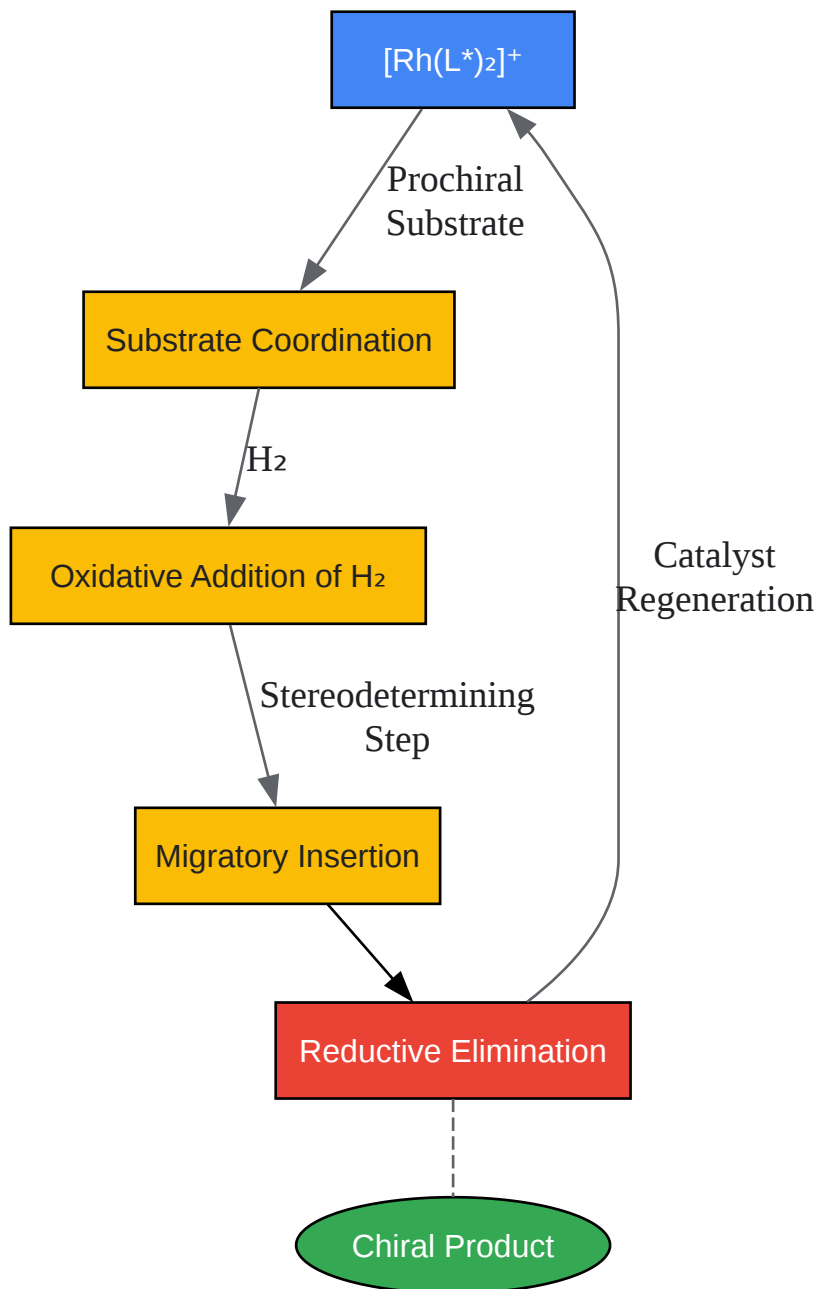 [Rh(L*)₂]⁺
Prochiral
Substrate
Substrate Coordination
H₂
Oxidative Addition of H₂
Catalyst
Regeneration
Stereodetermining
Step
Migratory Insertion
Reductive Elimination
Chiral Product